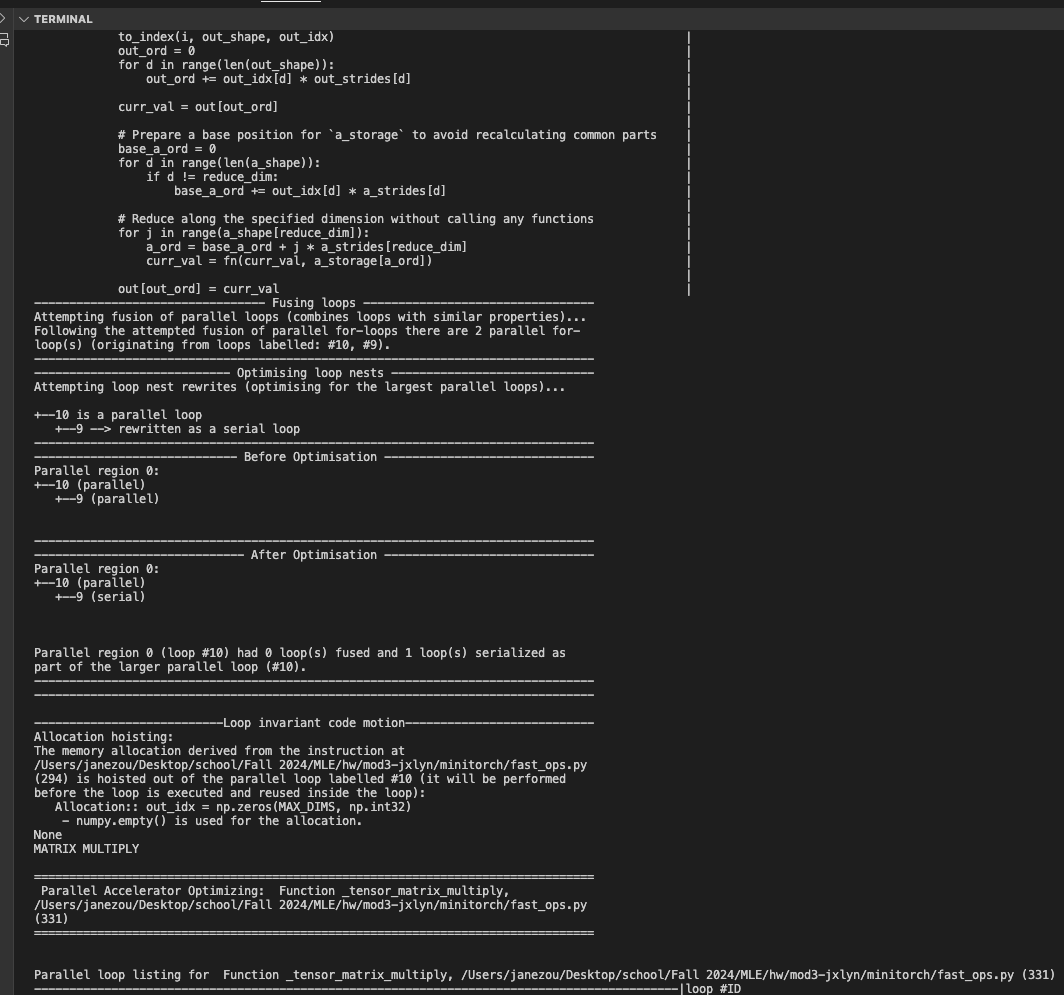 TERMINAL
to_index(i, out_shape, out_idx) |
out_ord = 0 |
for d in range(len(out_shape)): |
out_ord += out_idx[d] * out_strides[d] |
|
curr_val = out[out_ord] |
|
# Prepare a base position for `a_storage` to avoid recalculating common parts |
base_a_ord = 0 |
for d in range(len(a_shape)): |
if d != reduce_dim: |
base_a_ord += out_idx[d] * a_strides[d] |
|
# Reduce along the specified dimension without calling any functions |
for j in range(a_shape[reduce_dim]): |
a_ord = base_a_ord + j * a_strides[reduce_dim] |
curr_val = fn(curr_val, a_storage[a_ord]) |
|
out[out_ord] = curr_val |
--------------------------------- Fusing loops ---------------------------------
Attempting fusion of parallel loops (combines loops with similar properties)...
Following the attempted fusion of parallel for-loops there are 2 parallel for-
loop(s) (originating from loops labelled: #10, #9).
--------------------------------------------------------------------------------
---------------------------- Optimising loop nests -----------------------------
Attempting loop nest rewrites (optimising for the largest parallel loops)...
+--10 is a parallel loop
+--9 --> rewritten as a serial loop
--------------------------------------------------------------------------------
----------------------------- Before Optimisation ------------------------------
Parallel region 0:
+--10 (parallel)
+--9 (parallel)
--------------------------------------------------------------------------------
------------------------------ After Optimisation ------------------------------
Parallel region 0:
+--10 (parallel)
+--9 (serial)
Parallel region 0 (loop #10) had 0 loop(s) fused and 1 loop(s) serialized as
part of the larger parallel loop (#10).
--------------------------------------------------------------------------------
--------------------------------------------------------------------------------
---------------------------Loop invariant code motion---------------------------
Allocation hoisting:
The memory allocation derived from the instruction at
/Users/janezou/Desktop/school/Fall 2024/MLE/hw/mod3-jxlyn/minitorch/fast_ops.py
(294) is hoisted out of the parallel loop labelled #10 (it will be performed
before the loop is executed and reused inside the loop):
Allocation:: out_idx = np.zeros(MAX_DIMS, np.int32)
- numpy.empty() is used for the allocation.
None
MATRIX MULTIPLY
================================================================================
Parallel Accelerator Optimizing:  Function _tensor_matrix_multiply,
/Users/janezou/Desktop/school/Fall 2024/MLE/hw/mod3-jxlyn/minitorch/fast_ops.py
(331)
================================================================================
Parallel loop listing for  Function _tensor_matrix_multiply, /Users/janezou/Desktop/school/Fall 2024/MLE/hw/mod3-jxlyn/minitorch/fast_ops.py (331)
--------------------------------------------------------------------------------------------|loop #ID